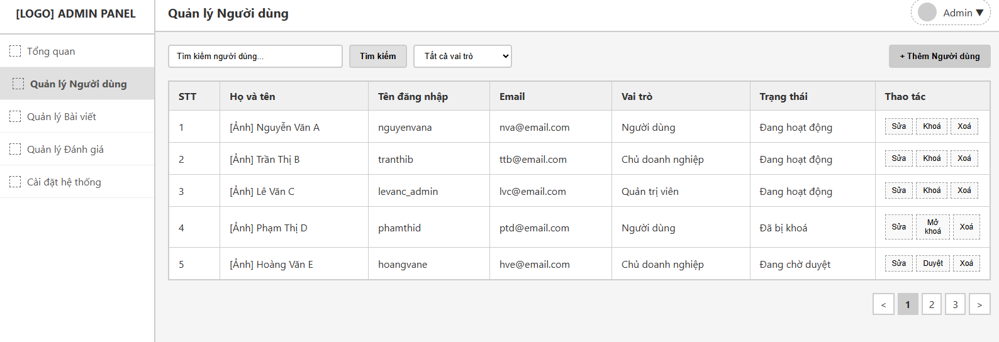 [LOGO] ADMIN PANEL
Quản lý Người dùng
Admin ▼
Tổng quan
Quản lý Người dùng
Quản lý Bài viết
Quản lý Đánh giá
Cài đặt hệ thống
Tìm kiếm người dùng... Tìm kiếm Tất cả vai trò + Thêm Người dùng
STT Họ và tên Tên đăng nhập Email Vai trò Trạng thái Thao tác
1 [Ảnh] Nguyễn Văn A nguyenvana nva@email.com Người dùng Đang hoạt động Sửa Khoá Xoá
2 [Ảnh] Trần Thị B tranthib ttb@email.com Chủ doanh nghiệp Đang hoạt động Sửa Khoá Xoá
3 [Ảnh] Lê Văn C levanc_admin lvc@email.com Quản trị viên Đang hoạt động Sửa Khoá Xoá
4 [Ảnh] Phạm Thị D phamthid ptd@email.com Người dùng Đã bị khoá Sửa Mở khoá Xoá
5 [Ảnh] Hoàng Văn E hoangvane hve@email.com Chủ doanh nghiệp Đang chờ duyệt Sửa Duyệt Xoá
< 1 2 3 >